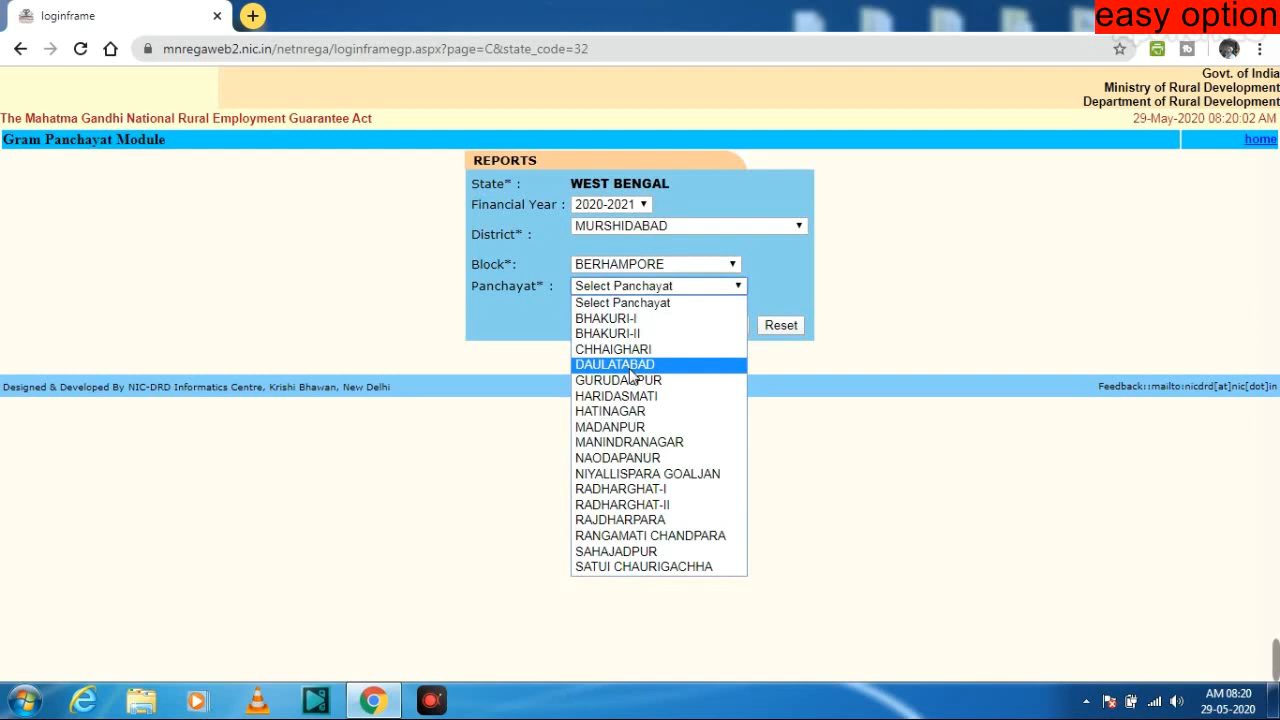 loginframe
easy option
mnregaweb2.nic.in/netnrega/loginframegp.aspx?page=C&state_code=32
Govt. of India
Ministry of Rural Development
Department of Rural Development
The Mahatma Gandhi National Rural Employment Guarantee Act
29-May-2020 08:20:02 AM
Gram Panchayat Module
home
REPORTS
State* : WEST BENGAL
Financial Year : 2020-2021
District* : MURSHIDABAD
Block*: BERHAMPORE
Panchayat* : Select Panchayat
Select Panchayat
BHAKURI-I
BHAKURI-II
Reset
CHHAIGHARI
DAULATABAD
GURUDASPUR
HARIDASMATI
HATINAGAR
MADANPUR
MANINDRANAGAR
NAODAPANUR
NIYALLISPARA GOALJAN
RADHARGHAT-I
RADHARGHAT-II
RAJDHARPARA
RANGAMATI CHANDPARA
SAHAJADPUR
SATUI CHAURIGACHHA
Designed & Developed By NIC-DRD Informatics Centre, Krishi Bhawan, New Delhi
Feedback::mailto:nicdrd[at]nic[dot]in
AM 08:20
29-05-2020